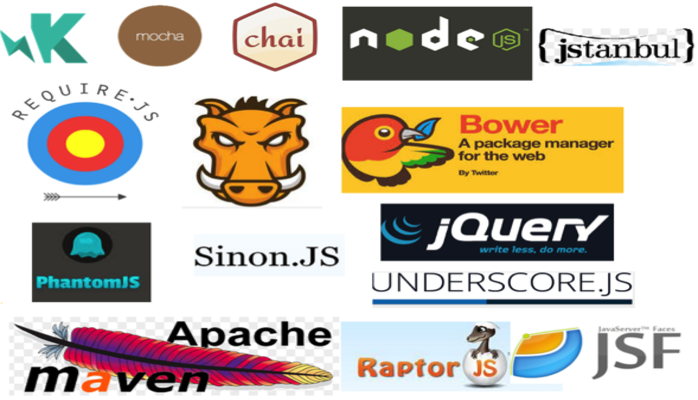 K
mocha
chai
node
JS
{ jstanbul }
REQUIRE·JS
Bower
A package manager
for the web
By Twitter
jQuery
write less, do more.
PhantomJS
Sinon.JS
UNDERSCORE.JS
Apache
maven
Raptor JS
JavaServer™ Faces
JSF